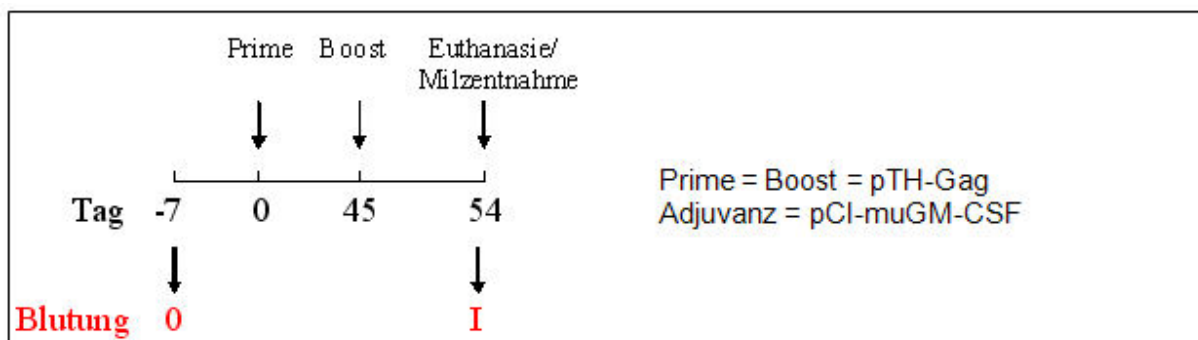 Prime Boost Euthanasie/
Milzentnahme
Prime = Boost = pTH-Gag
Adjuvanz = pCI-muGM-CSF
Tag -7 0 45 54
Blutung 0 I